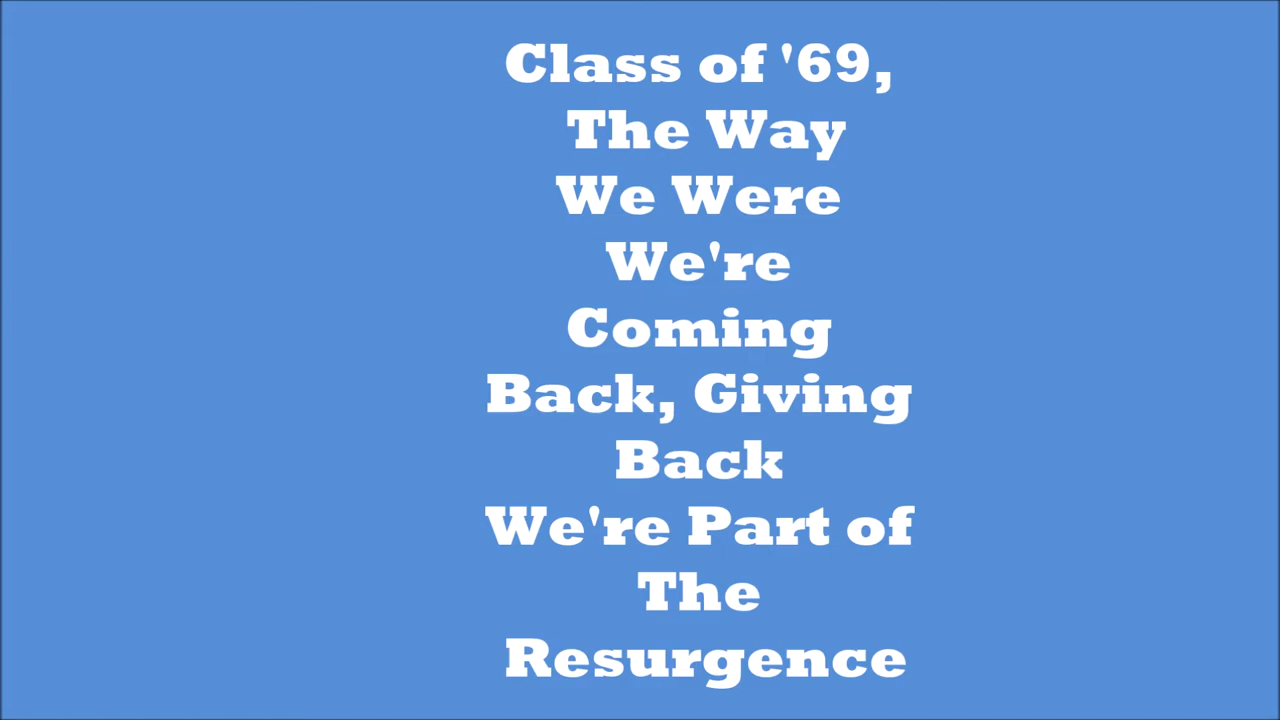 Class of '69,
The Way
We Were
We're
Coming
Back, Giving
Back
We're Part of
The
Resurgence